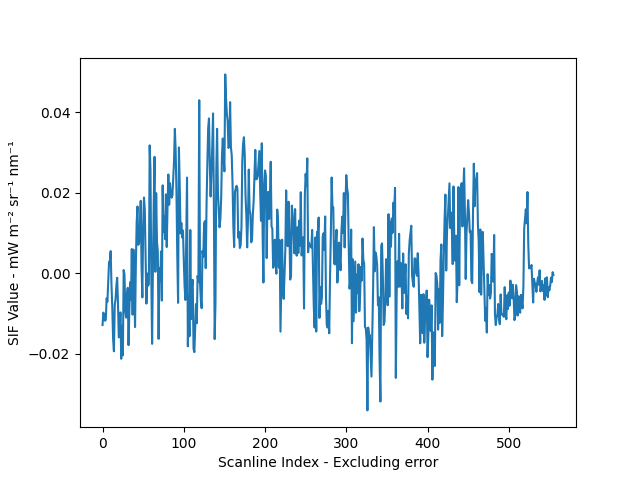 0.04
0.02
0.00
−0.02
0 100 200 300 400 500
Scanline Index - Excluding error
SIF Value - mW m⁻² sr⁻¹ nm⁻¹